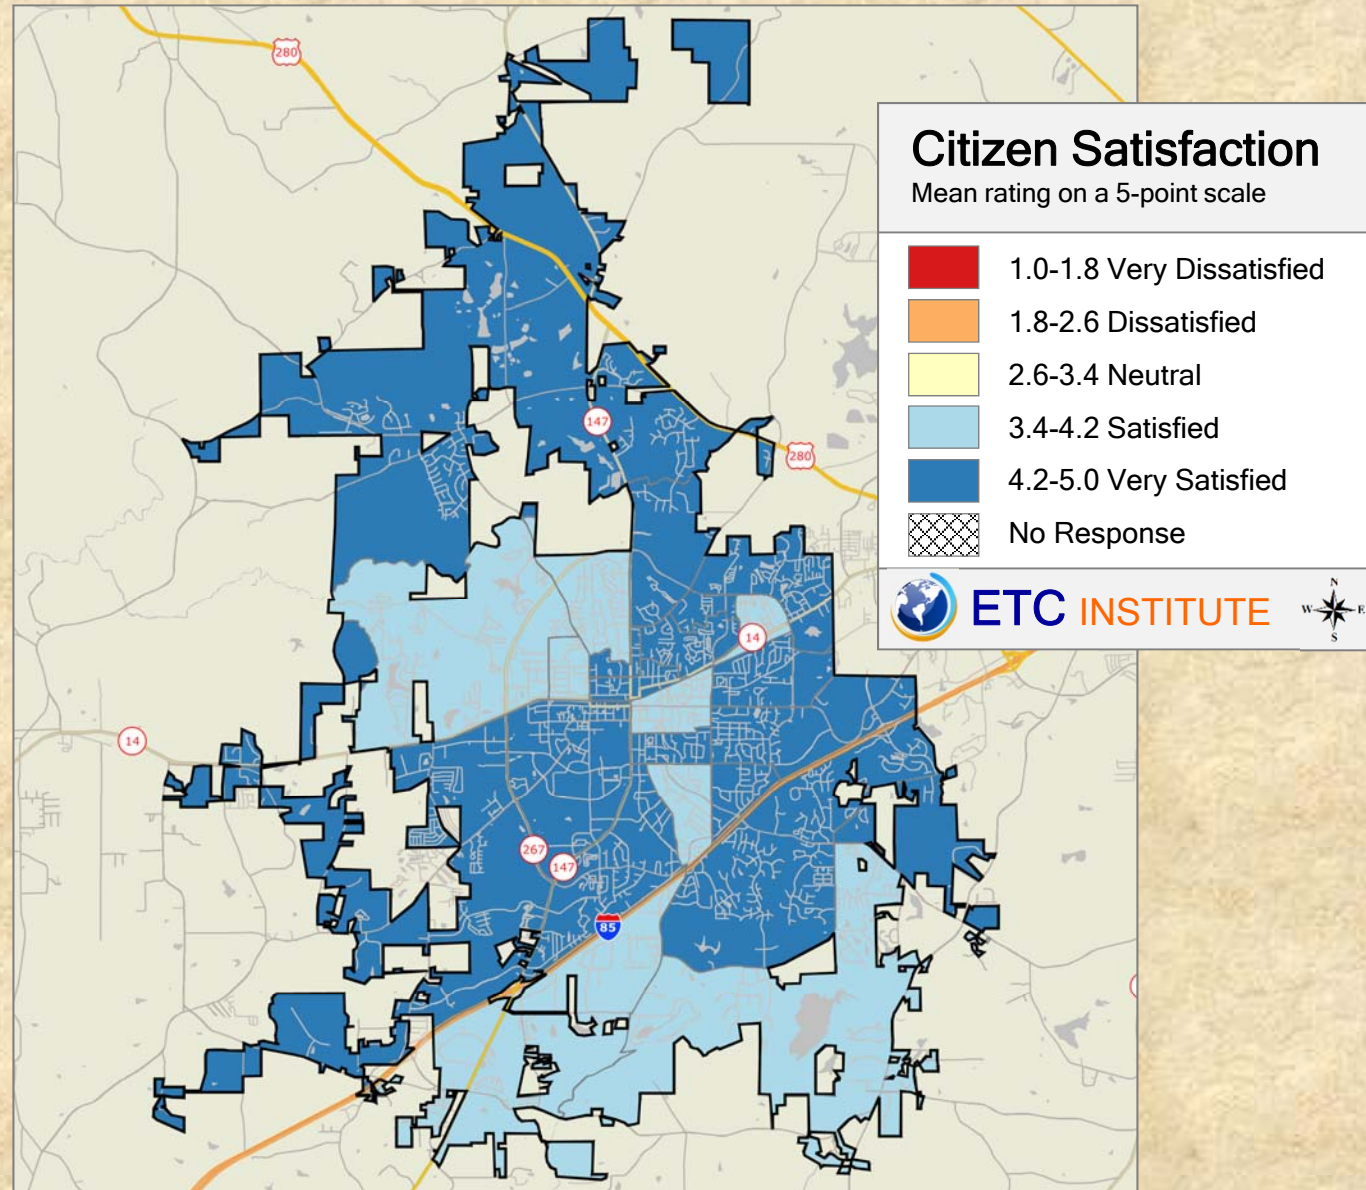 280
Citizen Satisfaction
Mean rating on a 5-point scale
1.0-1.8 Very Dissatisfied
1.8-2.6 Dissatisfied
2.6-3.4 Neutral
3.4-4.2 Satisfied
4.2-5.0 Very Satisfied
No Response
ETC INSTITUTE
N
W E
S
147
280
14
14
267
147
85